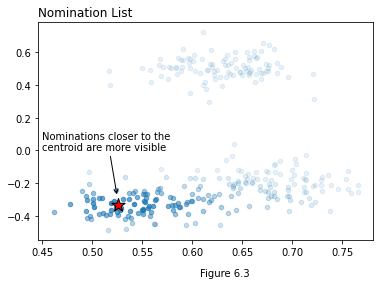 Nomination List
0.6
0.4
0.2
0.0
−0.2
−0.4
Nominations closer to the
centroid are more visible
0.45 0.50 0.55 0.60 0.65 0.70 0.75
Figure 6.3